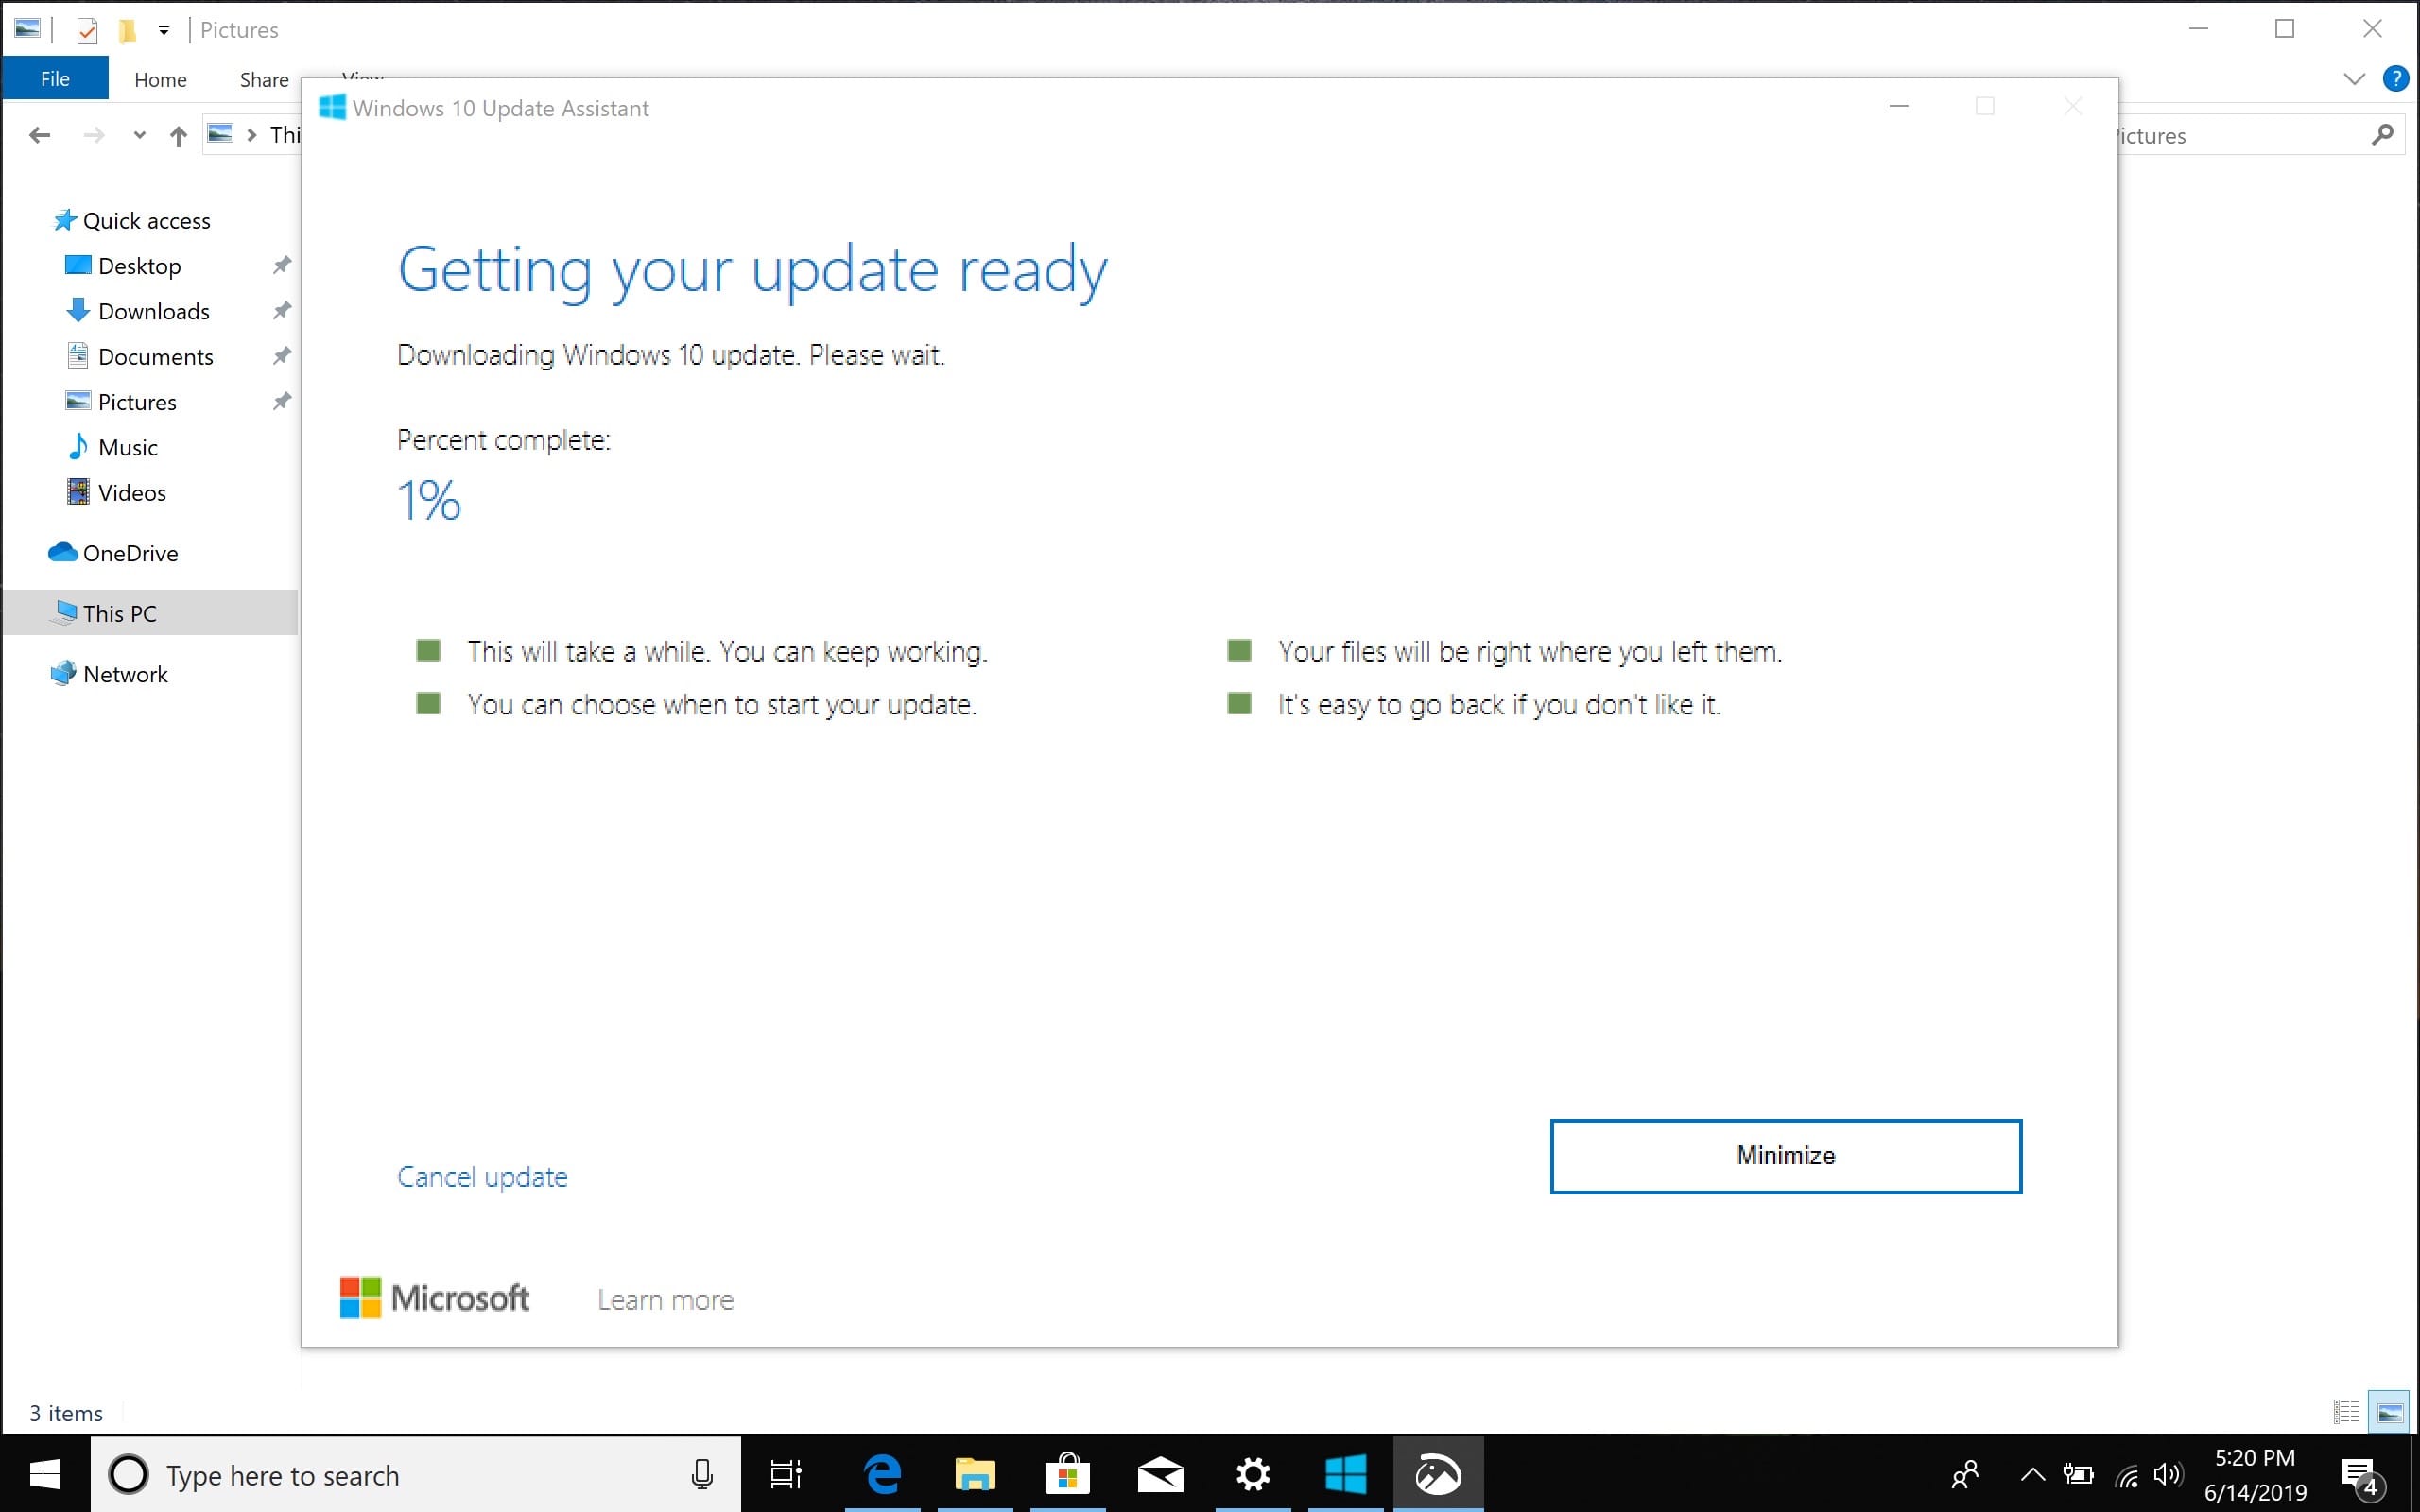 Pictures
File Home Share View
Windows 10 Update Assistant
Thi
ictures
Quick access
Desktop
Downloads
Documents
Pictures
Music
Videos
OneDrive
This PC
Network
Getting your update ready
Downloading Windows 10 update. Please wait.
Percent complete:
1%
This will take a while. You can keep working.
You can choose when to start your update.
Your files will be right where you left them.
It's easy to go back if you don't like it.
Cancel update
Minimize
Microsoft
Learn more
3 items
Type here to search
5:20 PM
6/14/2019
4